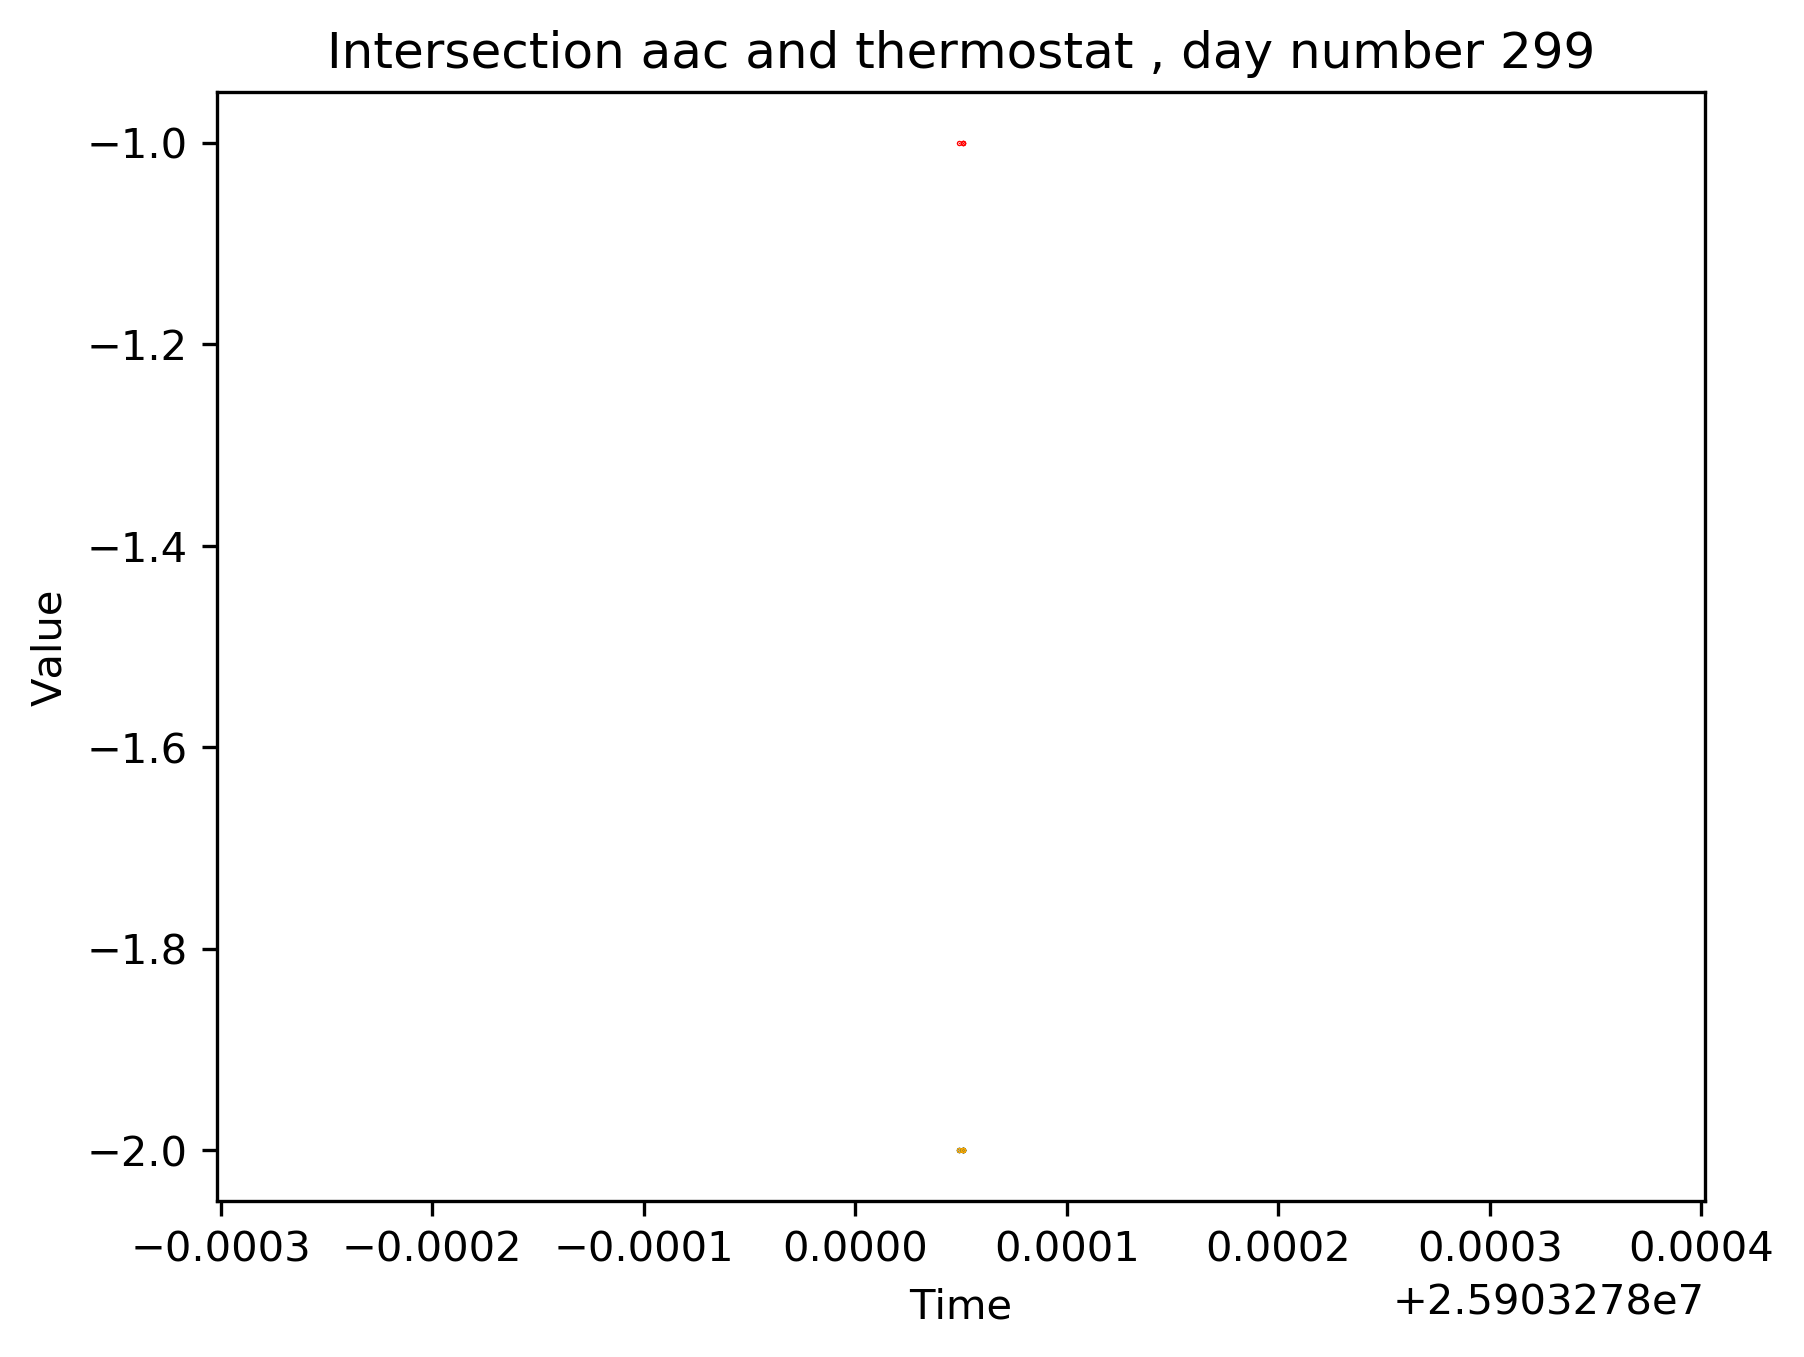 Intersection aac and thermostat , day number 299
−1.0
−1.2
−1.4
−1.6
−1.8
−2.0
Value
−0.0003 −0.0002 −0.0001 0.0000 0.0001 0.0002 0.0003 0.0004
+2.5903278e7
Time